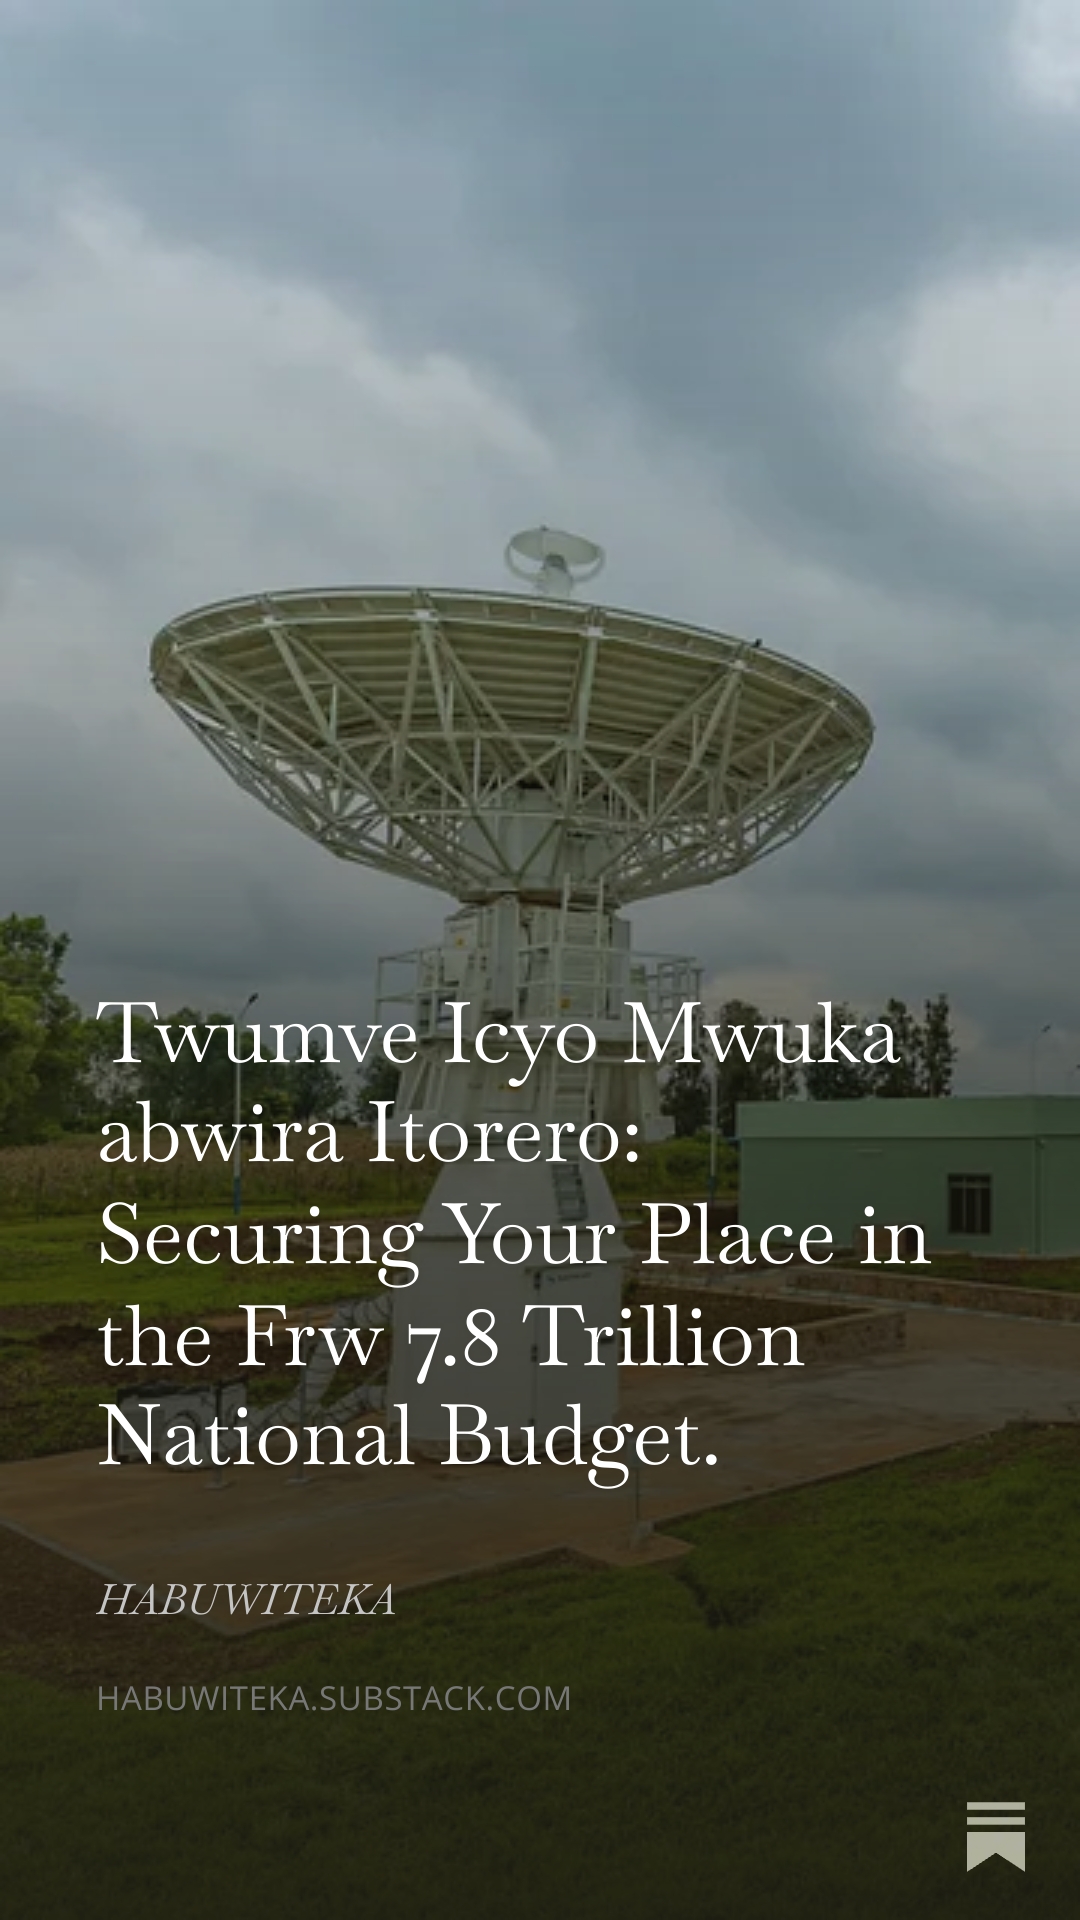 Twumve Icyo Mwuka
abwira Itorero:
Securing Your Place in
the Frw 7.8 Trillion
National Budget.
HABUWITEKA
HABUWITEKA.SUBSTACK.COM